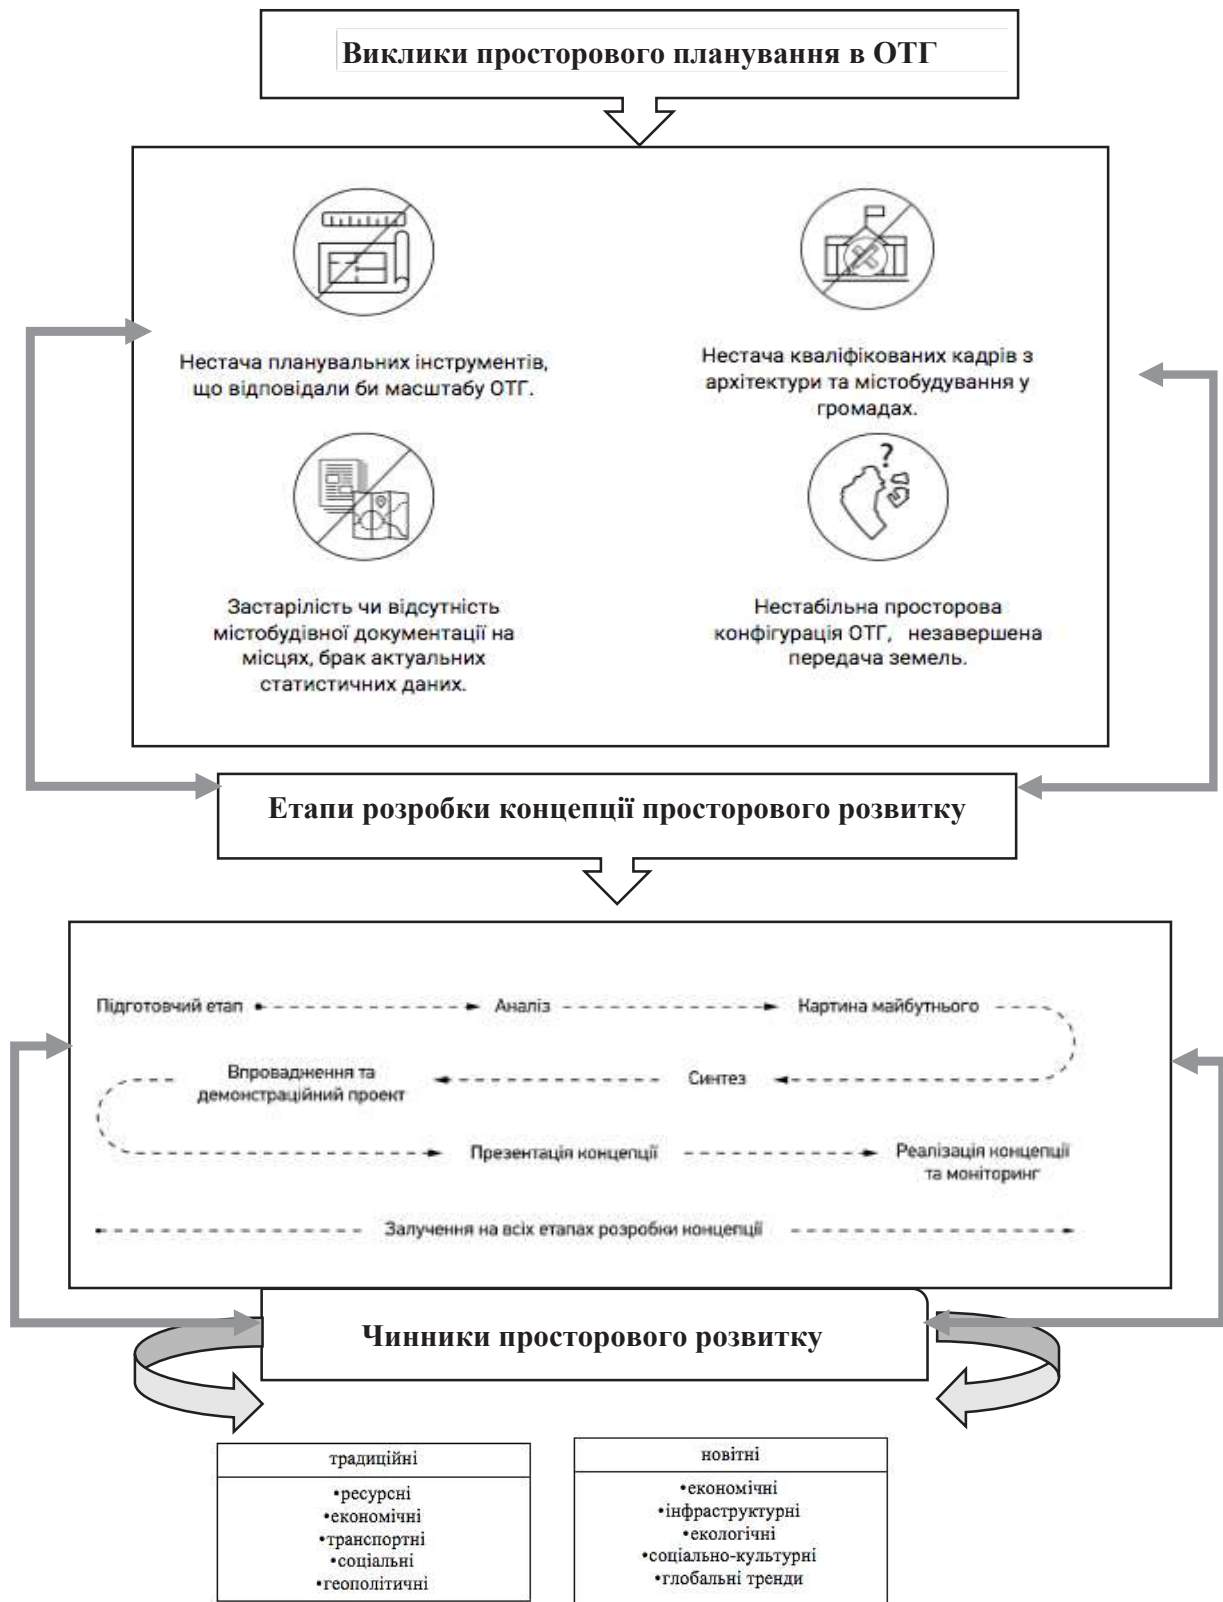 Виклики просторового планування в ОТГ
Нестача планувальних інструментів,
що відповідали би масштабу ОТГ.
Нестача кваліфікованих кадрів з
архітектури та містобудування у
громадах.
?
Застарілість чи відсутність
містобудівної документації на
місцях, брак актуальних
статистичних даних.
Нестабільна просторова
конфігурація ОТГ, незавершена
передача земель.
Етапи розробки концепції просторового розвитку
Підготовчий етап
Аналіз
Картина майбутнього
Впровадження та
демонстраційний проект
Синтез
Презентація концепції
Реалізація концепції
та моніторинг
Залучення на всіх етапах розробки концепції
Чинники просторового розвитку
традиційні
•ресурсні
•економічні
•транспортні
•соціальні
•геополітичні
новітні
•економічні
•інфраструктурні
•екологічні
•соціально-культурні
•глобальні тренди